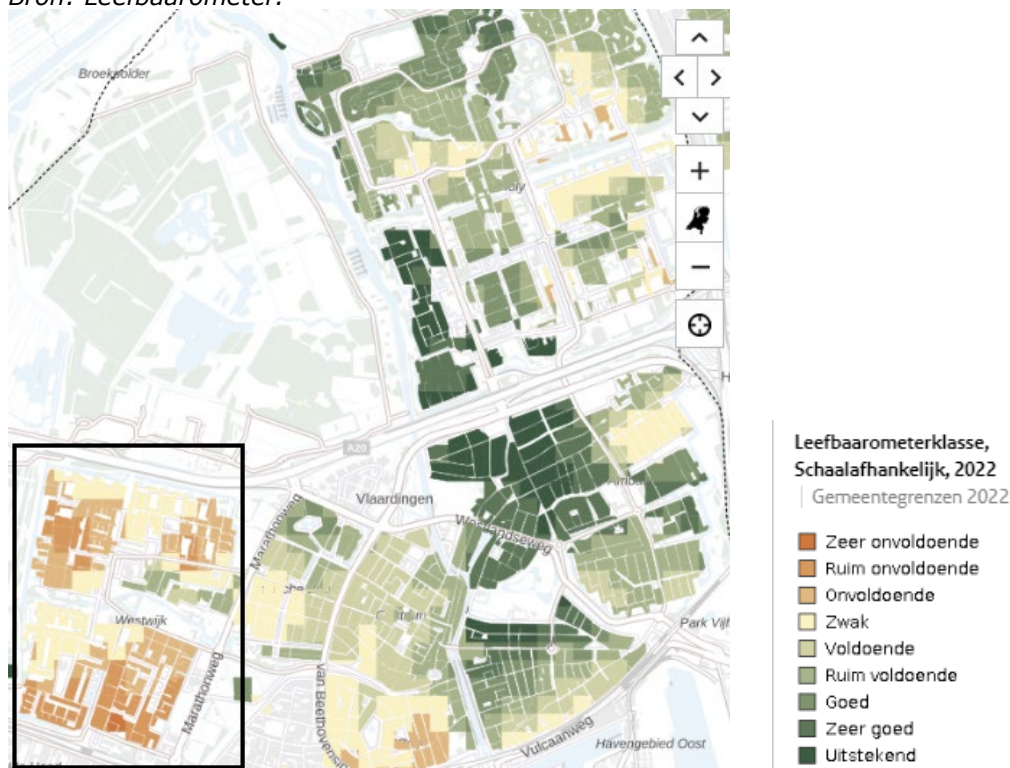 Bron: Leefbaarometer.
Broekpolder
A20
Vlaardingen
Marathonweg
Westlandseweg
Westwijk
Marathonweg
van Beethovensin
Vulcaanweg
Havengebied Oost
Park Vijf
Leefbaarometerklasse,
Schaalafhankelijk, 2022
Gemeentegrenzen 2022
Zeer onvoldoende
Ruim onvoldoende
Onvoldoende
Zwak
Voldoende
Ruim voldoende
Goed
Zeer goed
Uitstekend